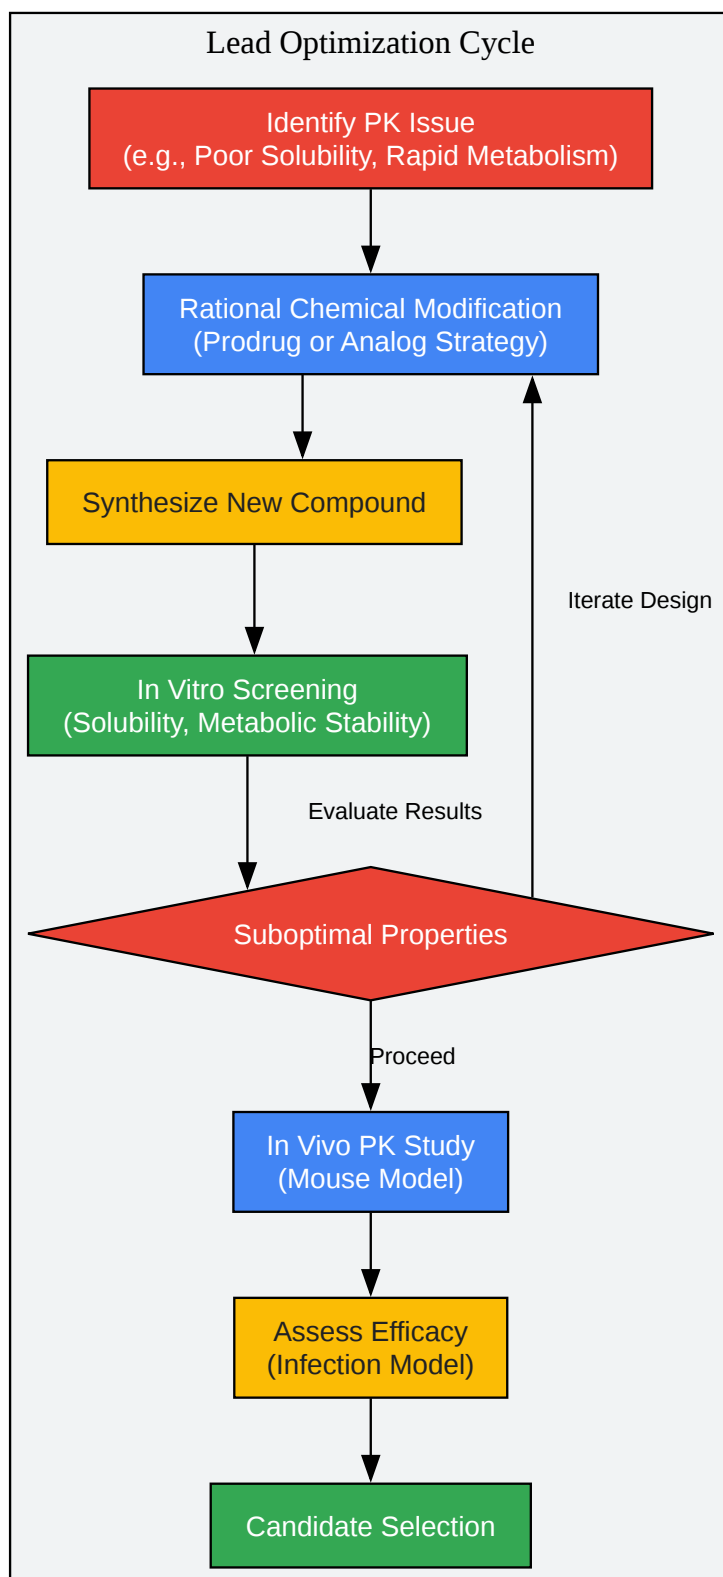 Lead Optimization Cycle
Identify PK Issue
(e.g., Poor Solubility, Rapid Metabolism)
Rational Chemical Modification
(Prodrug or Analog Strategy)
Synthesize New Compound
Iterate Design
In Vitro Screening
(Solubility, Metabolic Stability)
Evaluate Results
Suboptimal Properties
Proceed
In Vivo PK Study
(Mouse Model)
Assess Efficacy
(Infection Model)
Candidate Selection